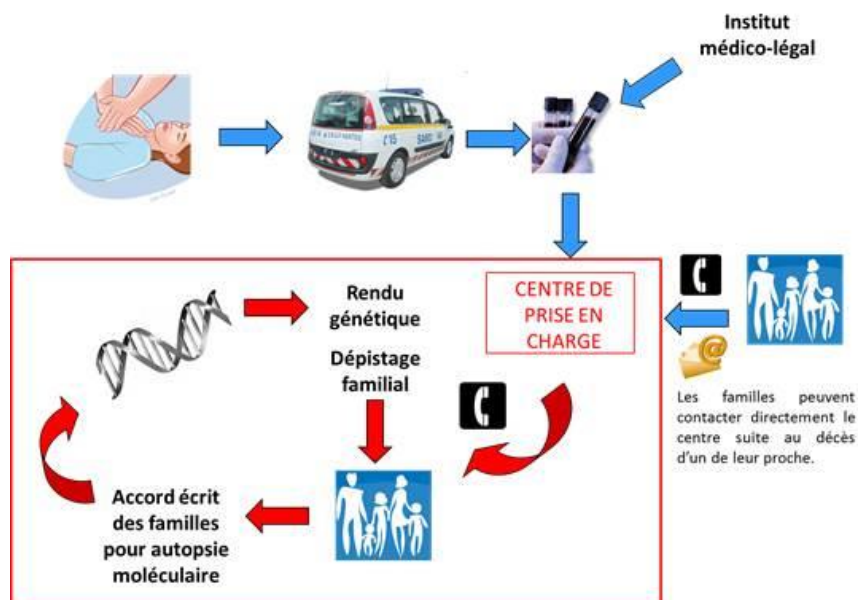 Institut
médico-légal
CENTRE DE
PRISE EN
CHARGE
Rendu
génétique
Dépistage
familial
Accord écrit
des familles
pour autopsie
moléculaire
Les familles peuvent
contacter directement le
centre suite au décès
d'un de leur proche.